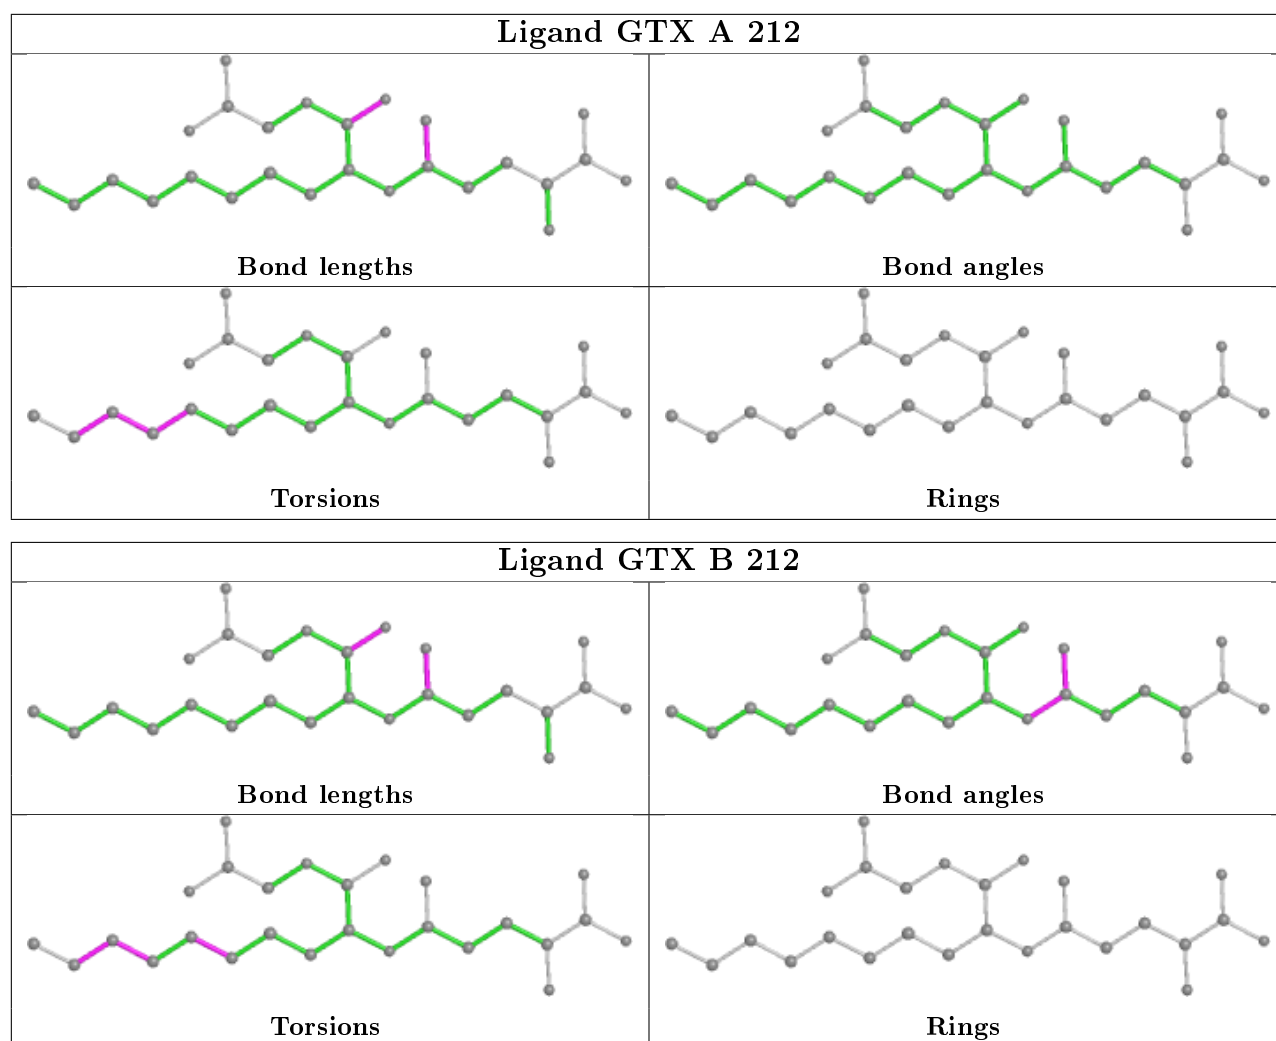 Ligand GTX A 212
Bond lengths
Bond angles
Torsions
Rings
Ligand GTX B 212
Bond lengths
Bond angles
Torsions
Rings